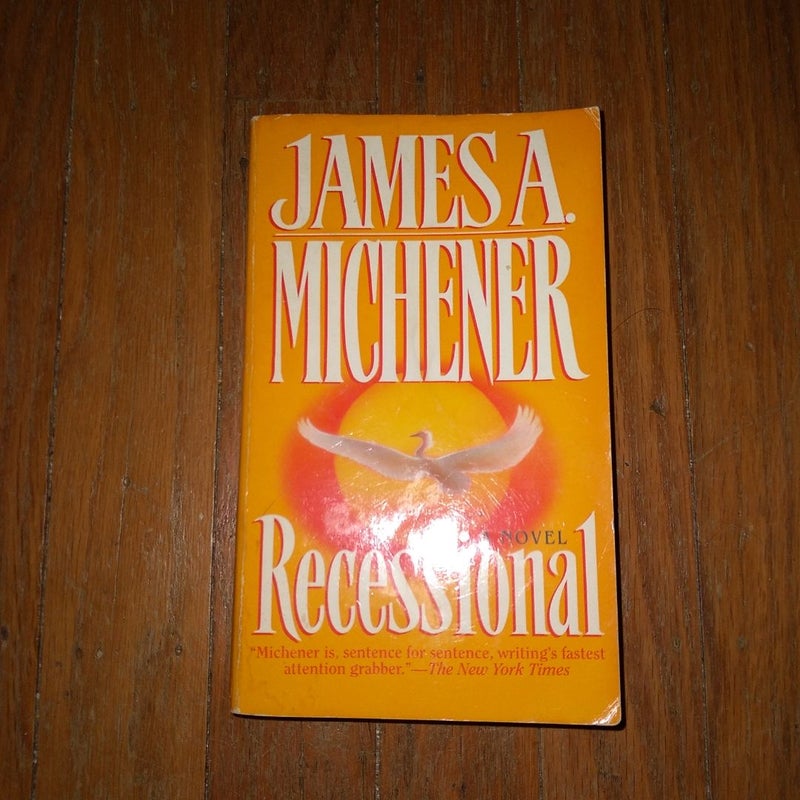 JAMES A.
MICHENER
A NOVEL
Recessional
"Michener is, sentence for sentence, writing's fastest
attention grabber."—The New York Times